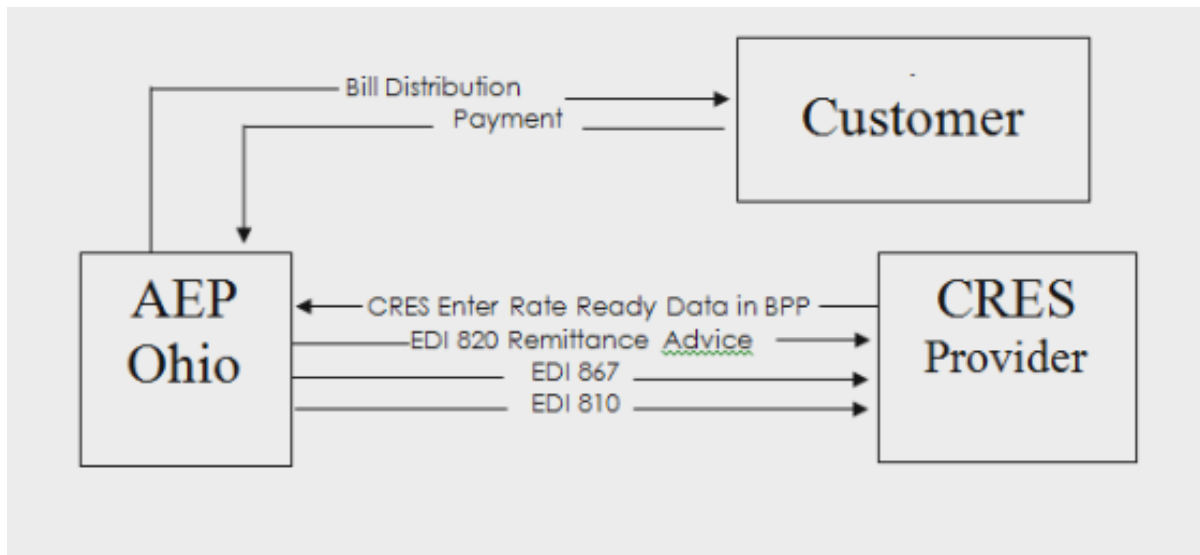 Bill Distribution
Payment
Customer
AEP
Ohio
CRES Enter Rate Ready Data in BPP
EDI 820 Remittance Advice
EDI 867
EDI 810
CRES
Provider